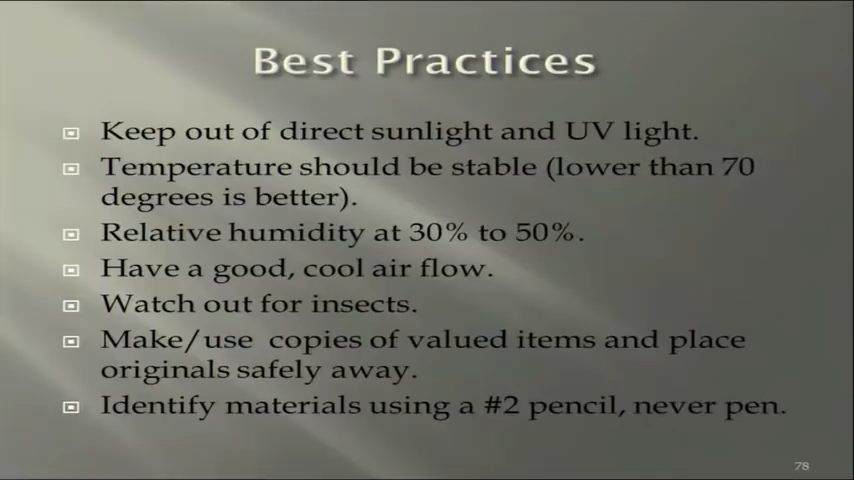 Best Practices
Keep out of direct sunlight and UV light.
Temperature should be stable (lower than 70
degrees is better).
Relative humidity at 30% to 50%.
Have a good, cool air flow.
Watch out for insects.
Make/use  copies of valued items and place
originals safely away.
Identify materials using a #2 pencil, never pen.
78